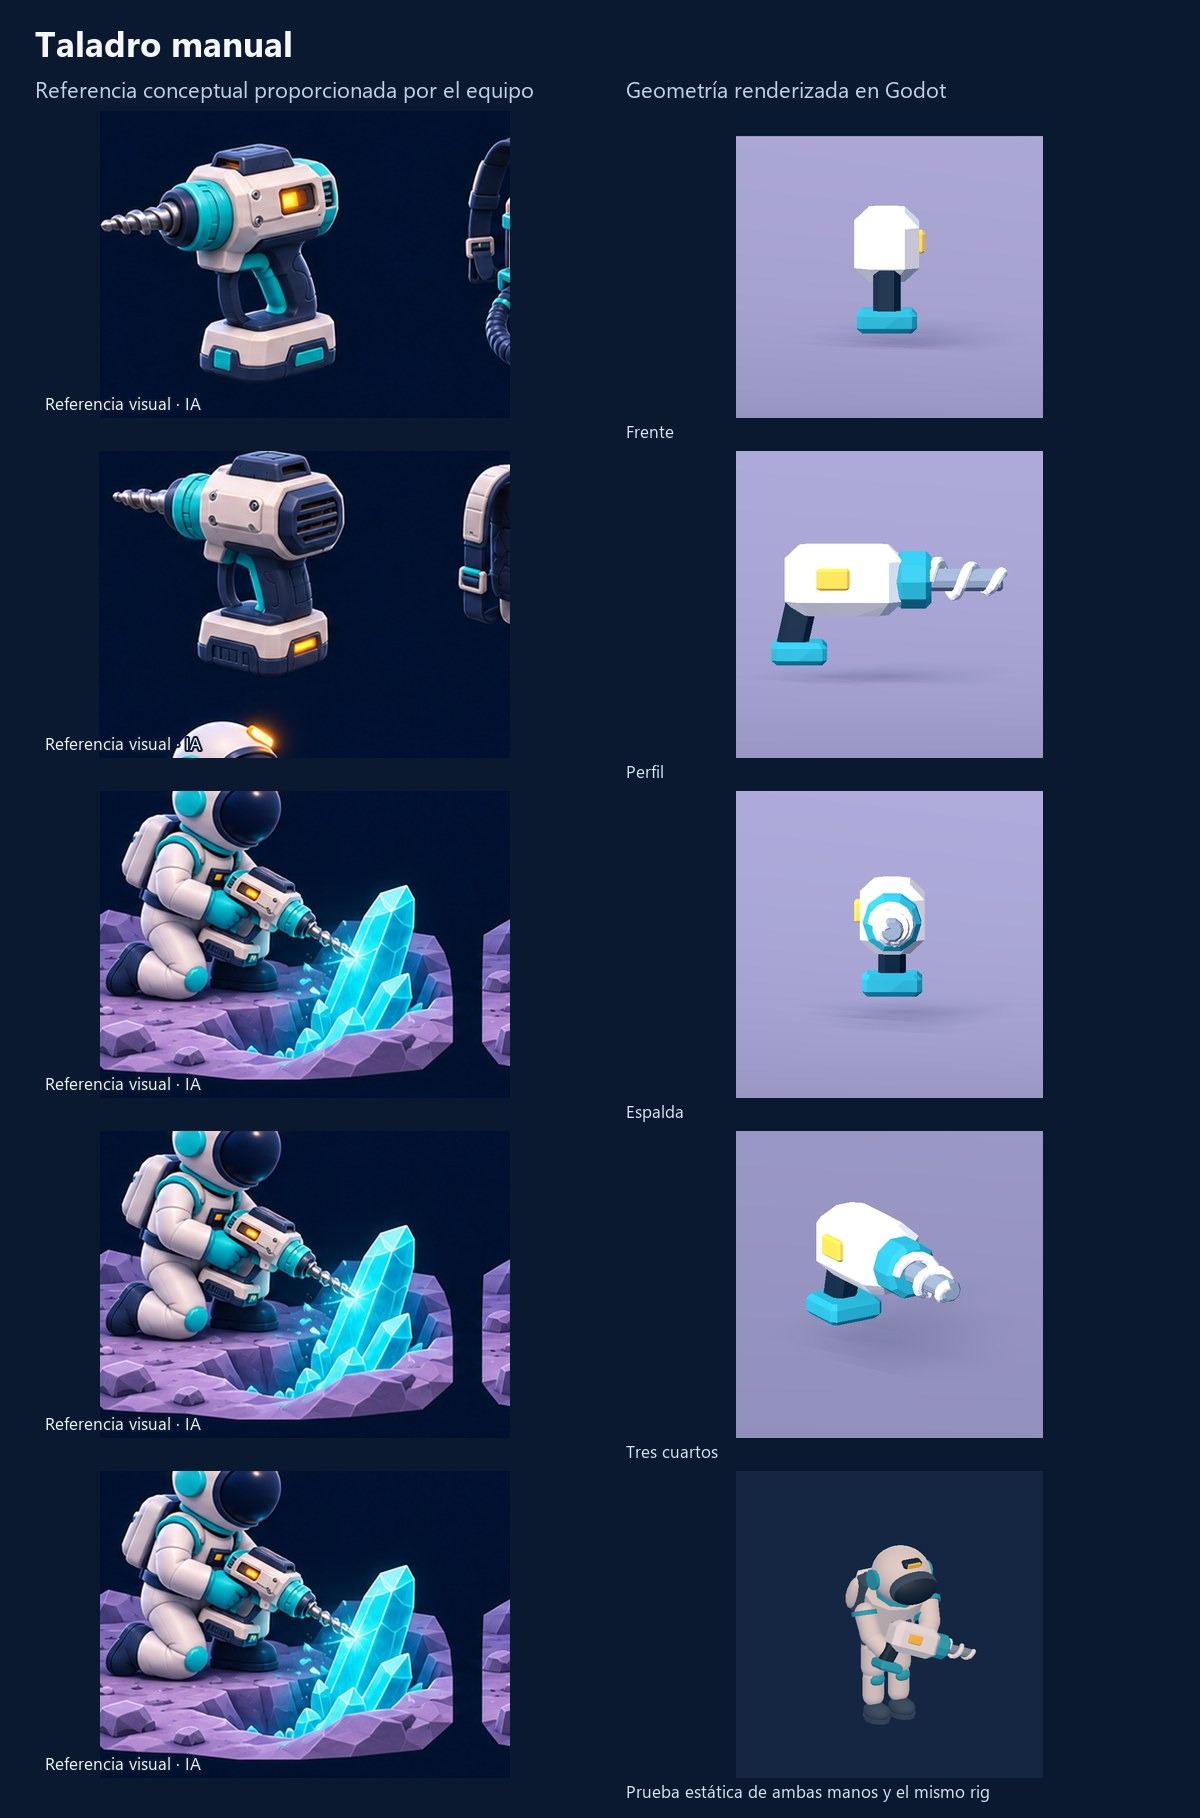 Taladro manual
Referencia conceptual proporcionada por el equipo
Geometría renderizada en Godot
Referencia visual · IA
Frente
Referencia visual · IA
Perfil
Referencia visual · IA
Espalda
Referencia visual · IA
Tres cuartos
Referencia visual · IA
Prueba estática de ambas manos y el mismo rig